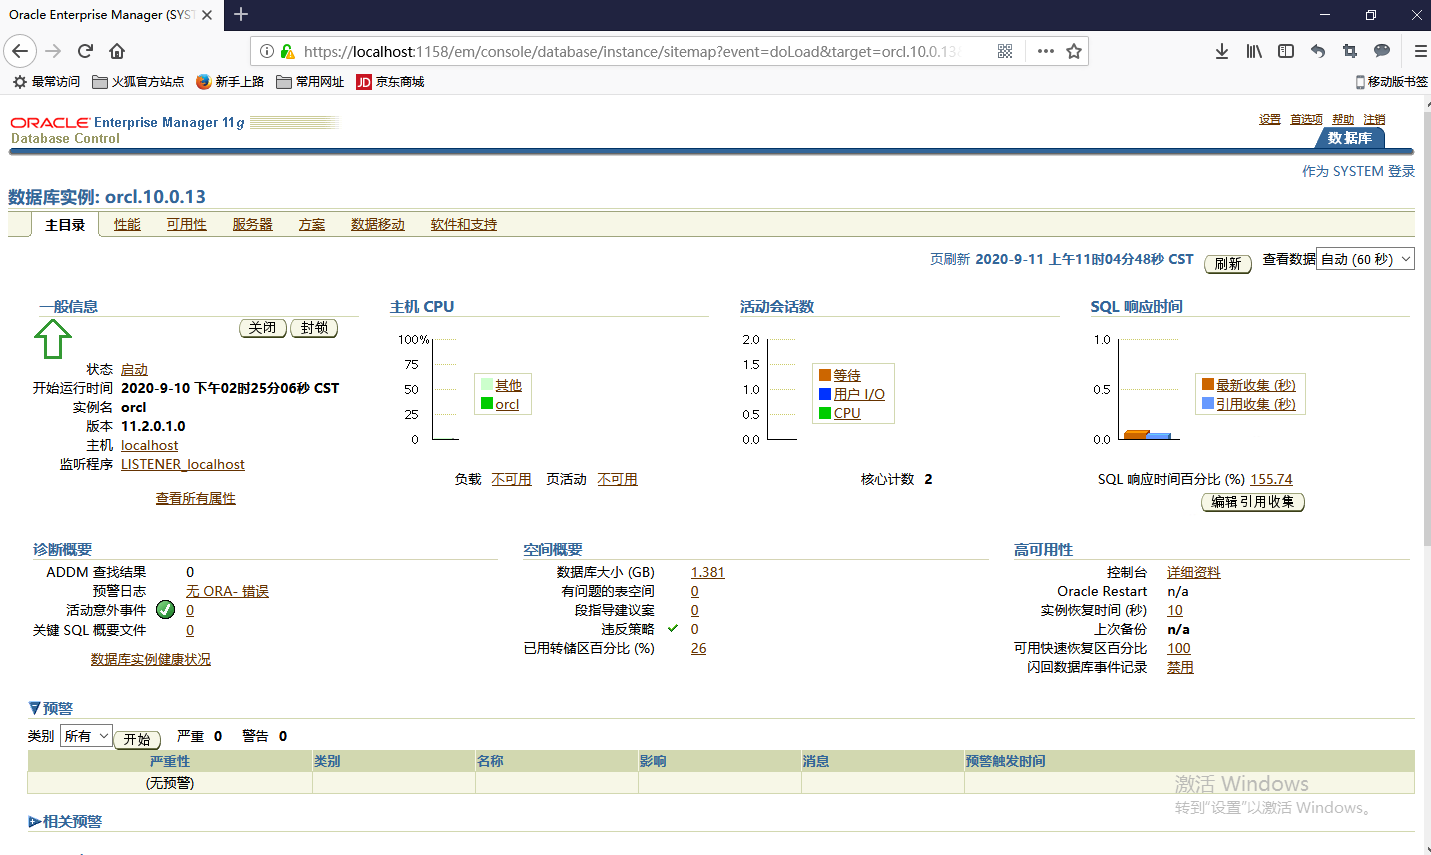 Oracle Enterprise Manager (SYS
https://localhost:1158/em/console/database/instance/sitemap?event=doLoad&target=orcl.10.0.13
最常访问 火狐官方站点 新手上路 常用网址 JD 京东商城 移动版书签
ORACLE Enterprise Manager 11g
Database Control
设置 首选项 帮助 注销
数据库
作为 SYSTEM 登录
数据库实例: orcl.10.0.13
主目录 性能 可用性 服务器 方案 数据移动 软件和支持
页刷新 2020-9-11 上午11时04分48秒 CST 刷新 查看数据 自动 (60 秒)
一般信息
关闭 封锁
状态 启动
开始运行时间 2020-9-10 下午02时25分06秒 CST
实例名 orcl
版本 11.2.0.1.0
主机 localhost
监听程序 LISTENER_localhost
查看所有属性
主机 CPU
100%
75
50
25
0
其他
orcl
负载 不可用 页活动 不可用
活动会话数
2.0
1.5
1.0
0.5
0.0
等待
用户 I/O
CPU
核心计数 2
SQL 响应时间
1.0
0.5
0.0
最新收集 (秒)
引用收集 (秒)
SQL 响应时间百分比 (%) 155.74
编辑引用收集
诊断概要
ADDM 查找结果 0
预警日志 无 ORA- 错误
活动意外事件 0
关键 SQL 概要文件 0
数据库实例健康状况
空间概要
数据库大小 (GB) 1.381
有问题的表空间 0
段指导建议案 0
违反策略 0
已用转储区百分比 (%) 26
高可用性
控制台 详细资料
Oracle Restart n/a
实例恢复时间 (秒) 10
上次备份 n/a
可用快速恢复区百分比 100
闪回数据库事件记录 禁用
预警
类别 所有 开始 严重 0 警告 0
严重性 类别 名称 影响 消息 预警触发时间
(无预警)
相关预警
激活 Windows
转到“设置”以激活 Windows。